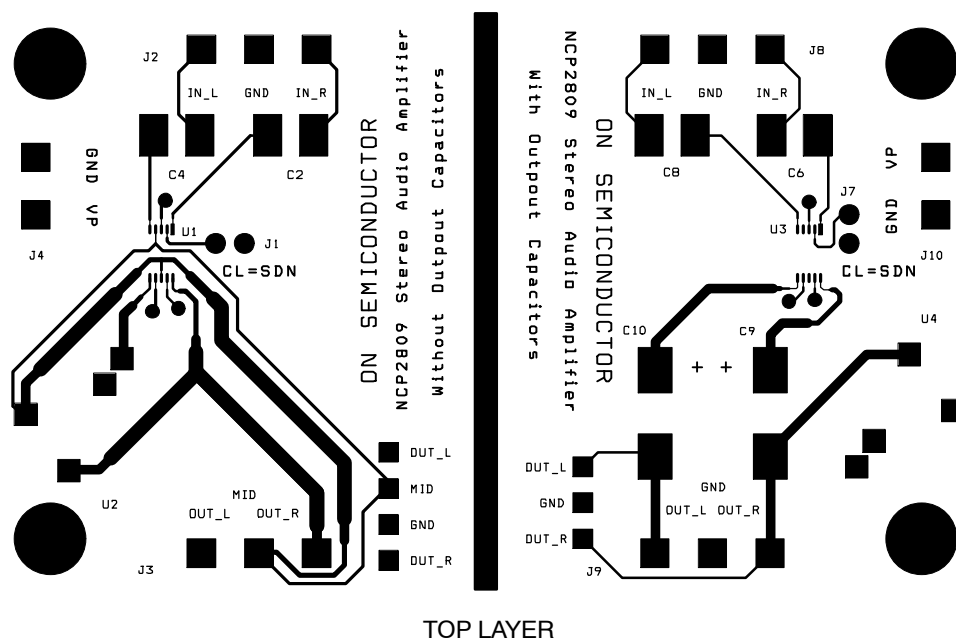 J2
IN_L GND IN_R
C4
C2
GND VP
U1
J1
J4
CL=SDN
ON SEMICONDUCTOR
NCP2809 Stereo Audio Amplifier
Without Outpout Capacitors
U2
MID
OUT_L OUT_R
J3
OUT_L
MID
GND
OUT_R
J8
IN_L GND IN_R
C8
C6
GND VP
J7
U3
J10
CL=SDN
With Outpout Capacitors
NCP2809 Stereo Audio Amplifier
ON SEMICONDUCTOR
C10
C9
U4
+ +
OUT_L
GND
OUT_R
GND
OUT_L OUT_R
J9
TOP LAYER